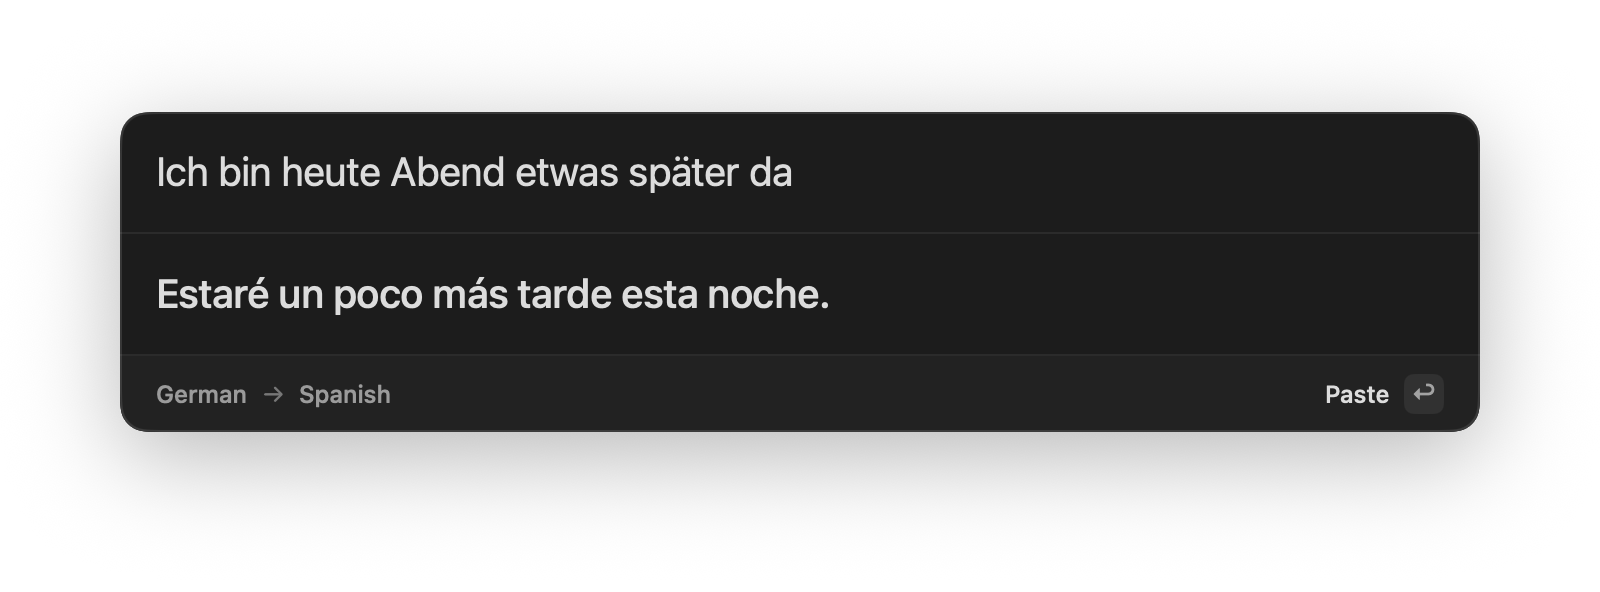 Ich bin heute Abend etwas später da
Estaré un poco más tarde esta noche.
German → Spanish
Paste